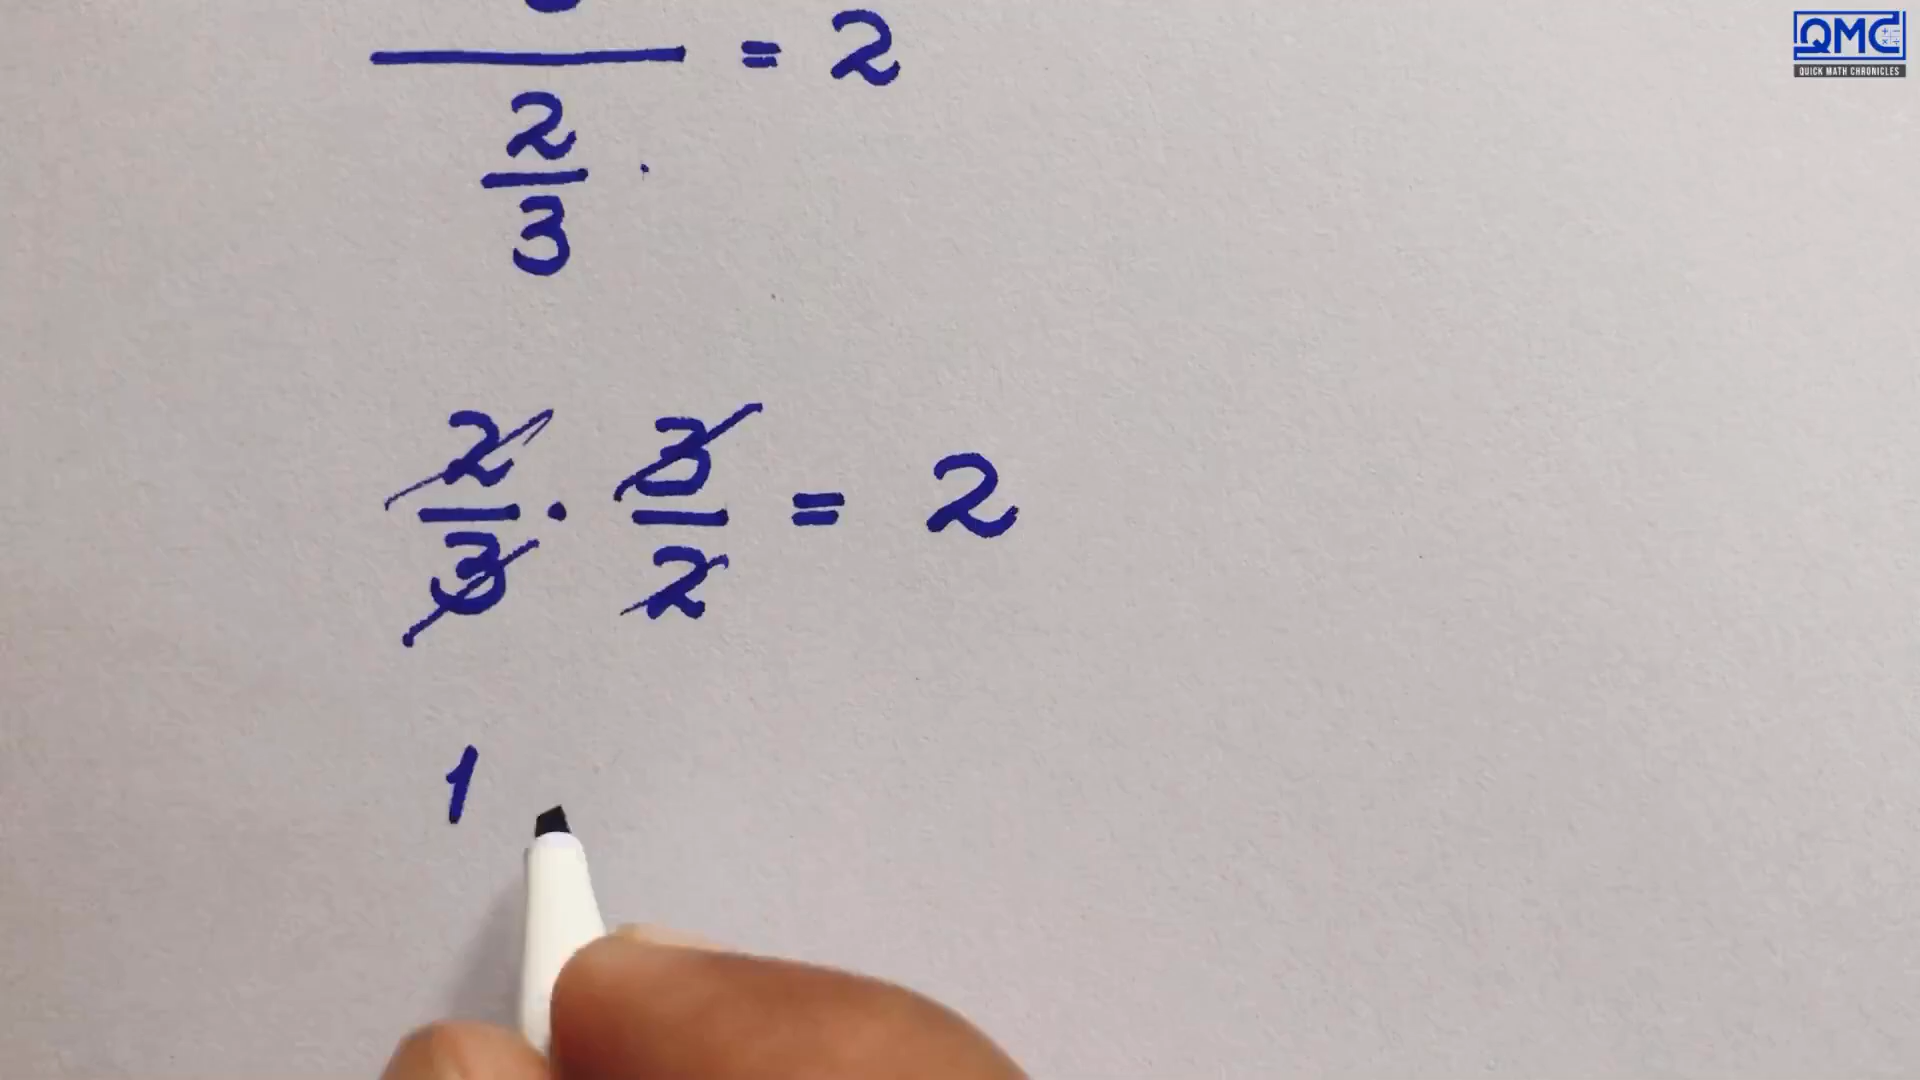 QMC
QUICK MATH CHRONICLES
= 2
2
3
2/3 · 3/2 = 2
1